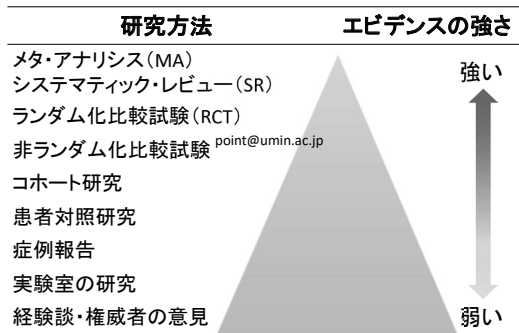 研究方法 エビデンスの強さ
メタ・アナリシス（MA）
システマティック・レビュー（SR）
強い
ランダム化比較試験（RCT）
非ランダム化比較試験 point@umin.ac.jp
コホート研究
患者対照研究
症例報告
実験室の研究
経験談・権威者の意見 弱い